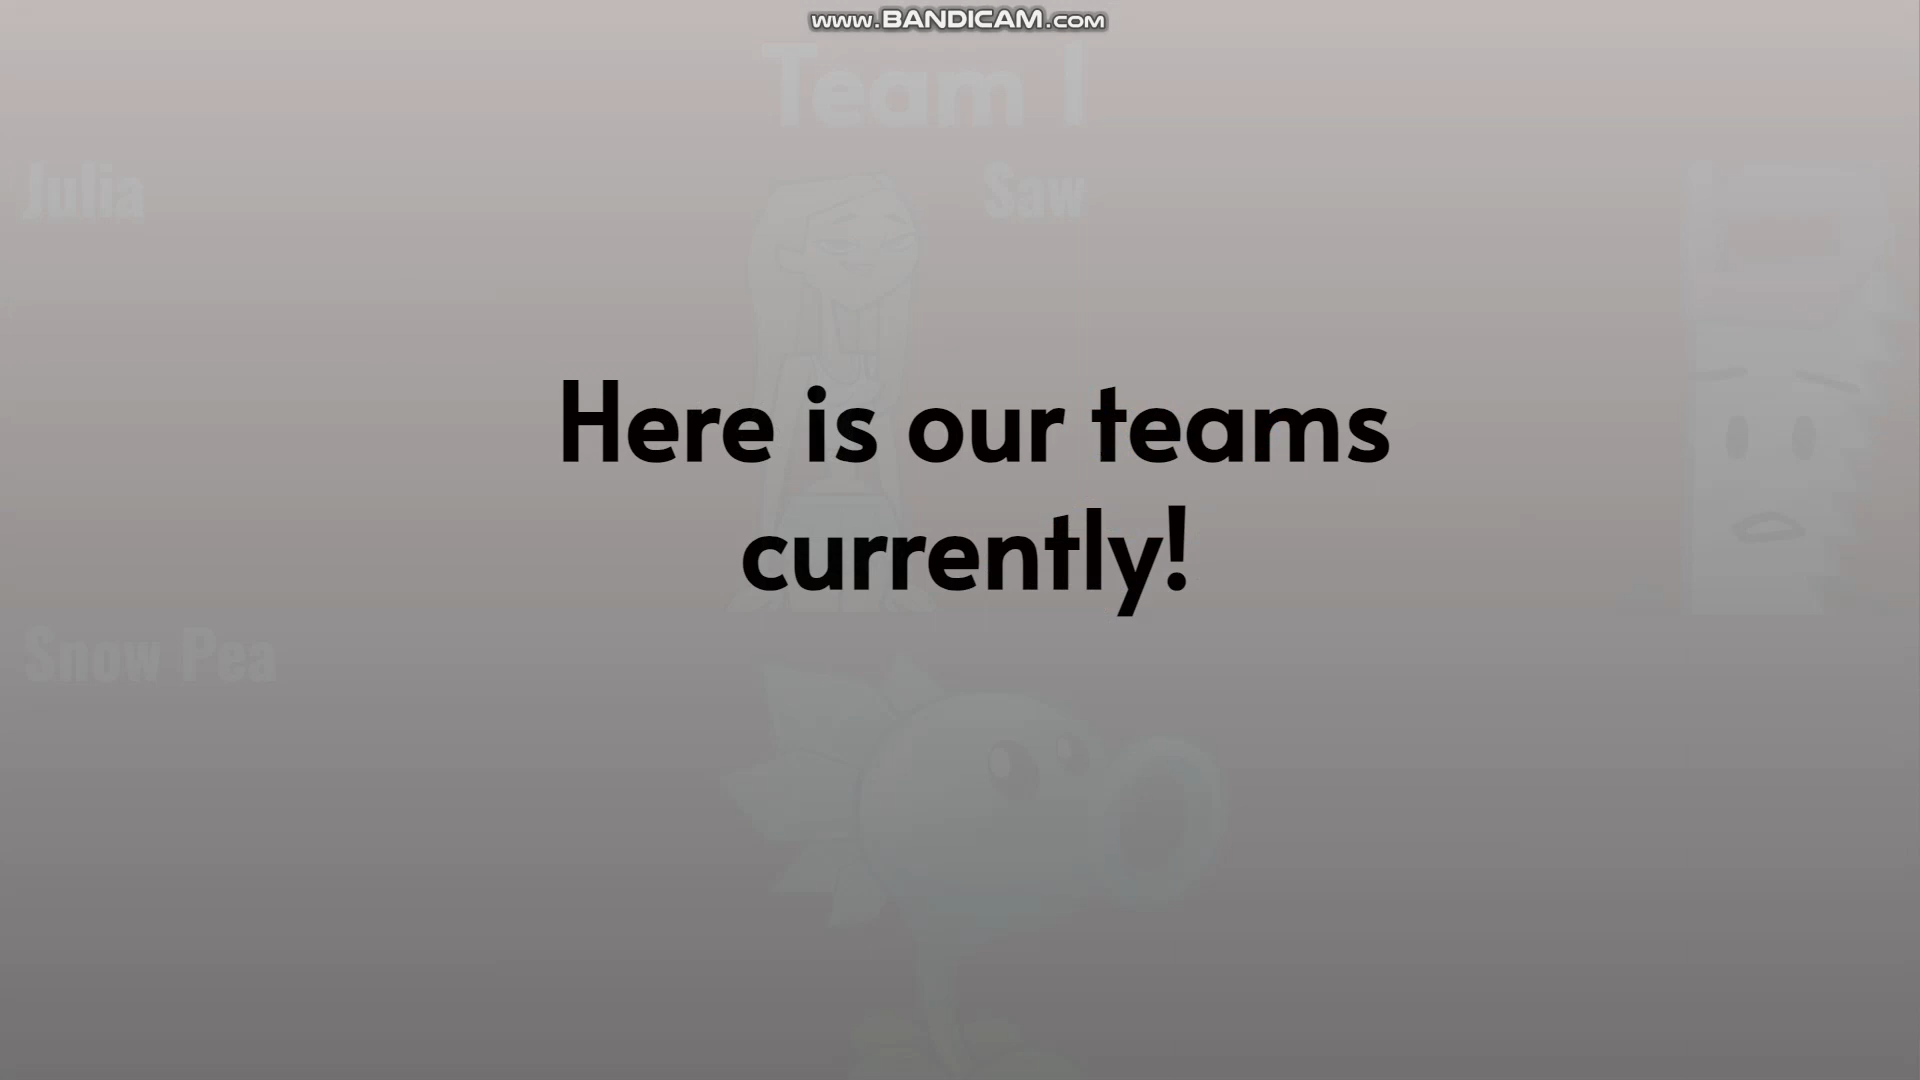 www.BANDICAM.com
Team 1
Julia
Saw
Here is our teams
currently!
Snow Pea